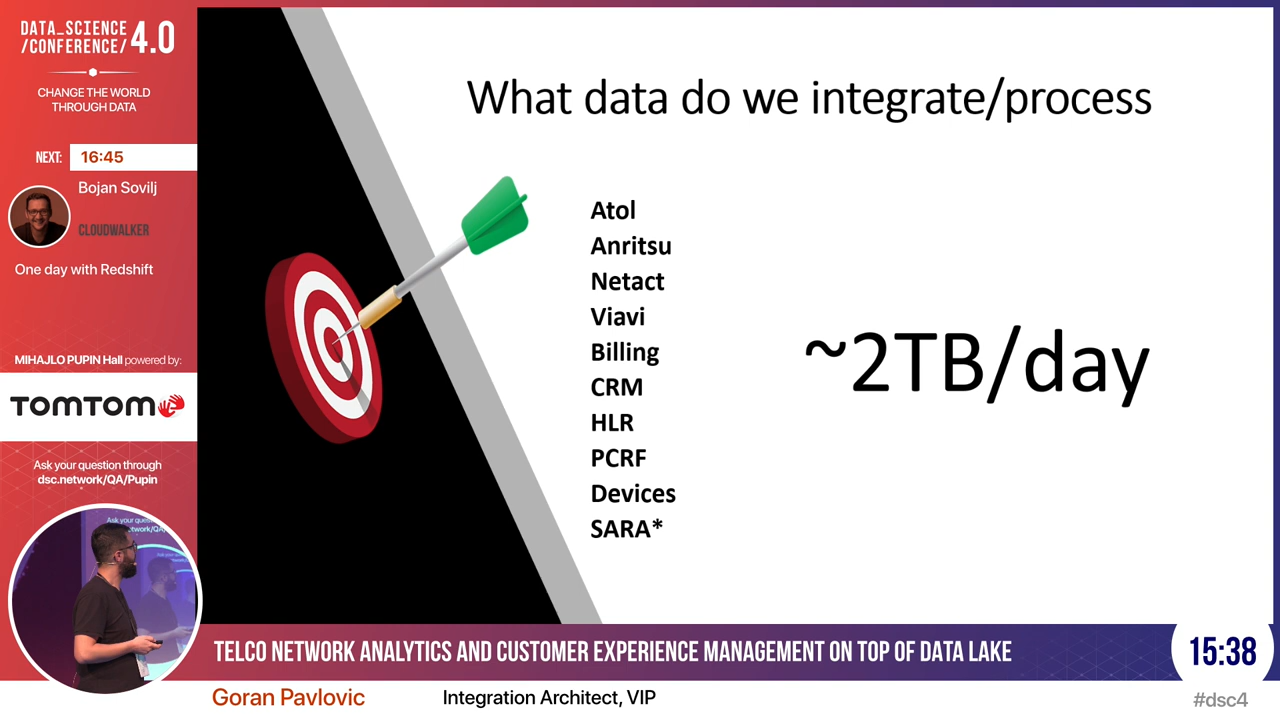 DATA_SCIENCE
/CONFERENCE/ 4.0
CHANGE THE WORLD
THROUGH DATA
NEXT: 16:45
Bojan Sovilj
CLOUDWALKER
One day with Redshift
MIHAJLO PUPIN Hall powered by:
TOMTOM
Ask your question through
dsc.network/QA/Pupin
What data do we integrate/process
Atol
Anritsu
Netact
Viavi
Billing
CRM
HLR
PCRF
Devices
SARA*
~2TB/day
TELCO NETWORK ANALYTICS AND CUSTOMER EXPERIENCE MANAGEMENT ON TOP OF DATA LAKE
15:38
Goran Pavlovic
Integration Architect, VIP
#dsc4